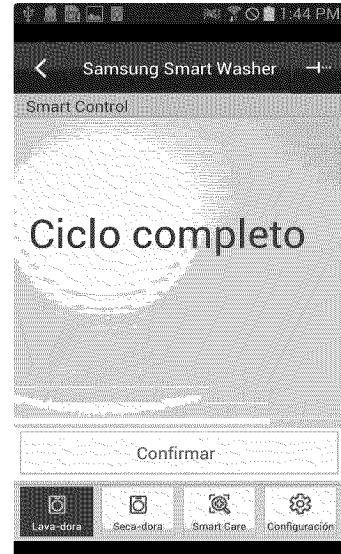 1:44 PM
Samsung Smart Washer
Smart Control
Ciclo completo
Confirmar
Lava-dora Seca-dora Smart Care Configuración